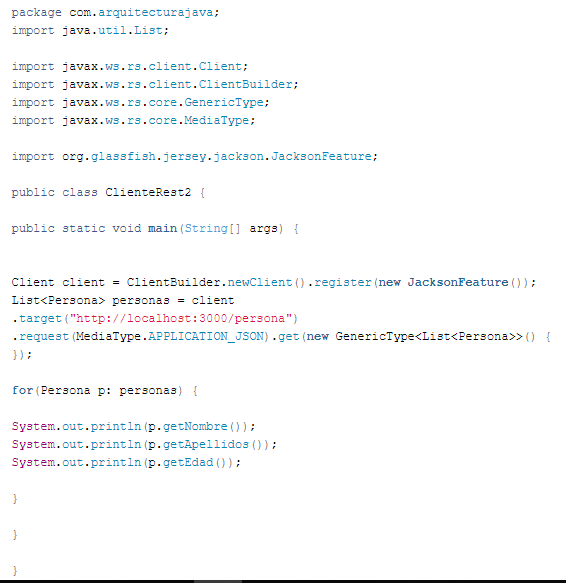 package com.arquitecturajava;
import java.util.List;
import javax.ws.rs.client.Client;
import javax.ws.rs.client.ClientBuilder;
import javax.ws.rs.core.GenericType;
import javax.ws.rs.core.MediaType;
import org.glassfish.jersey.jackson.JacksonFeature;
public class ClienteRest2 {
public static void main(String[] args) {
Client client = ClientBuilder.newClient().register(new JacksonFeature());
List<Persona> personas = client
.target("http://localhost:3000/persona")
.request(MediaType.APPLICATION_JSON).get(new GenericType<List<Persona>>() {
});
for(Persona p: personas) {
System.out.println(p.getNombre());
System.out.println(p.getApellidos());
System.out.println(p.getEdad());
}
}
}